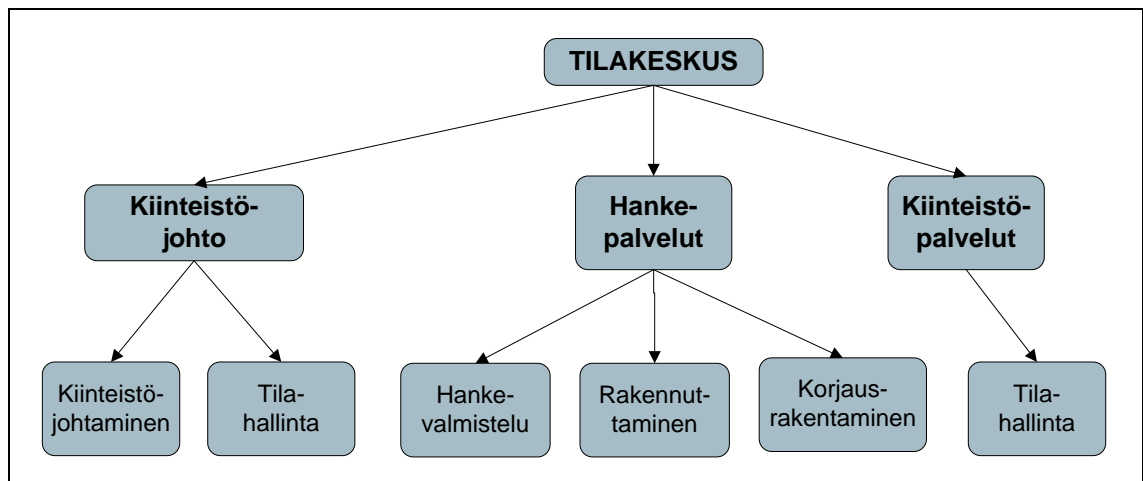 TILAKESKUS
Kiinteistö-
johto
Hanke-
palvelut
Kiinteistö-
palvelut
Kiinteistö-
johtaminen
Tila-
hallinta
Hanke-
valmistelu
Rakennut-
taminen
Korjaus-
rakentaminen
Tila-
hallinta